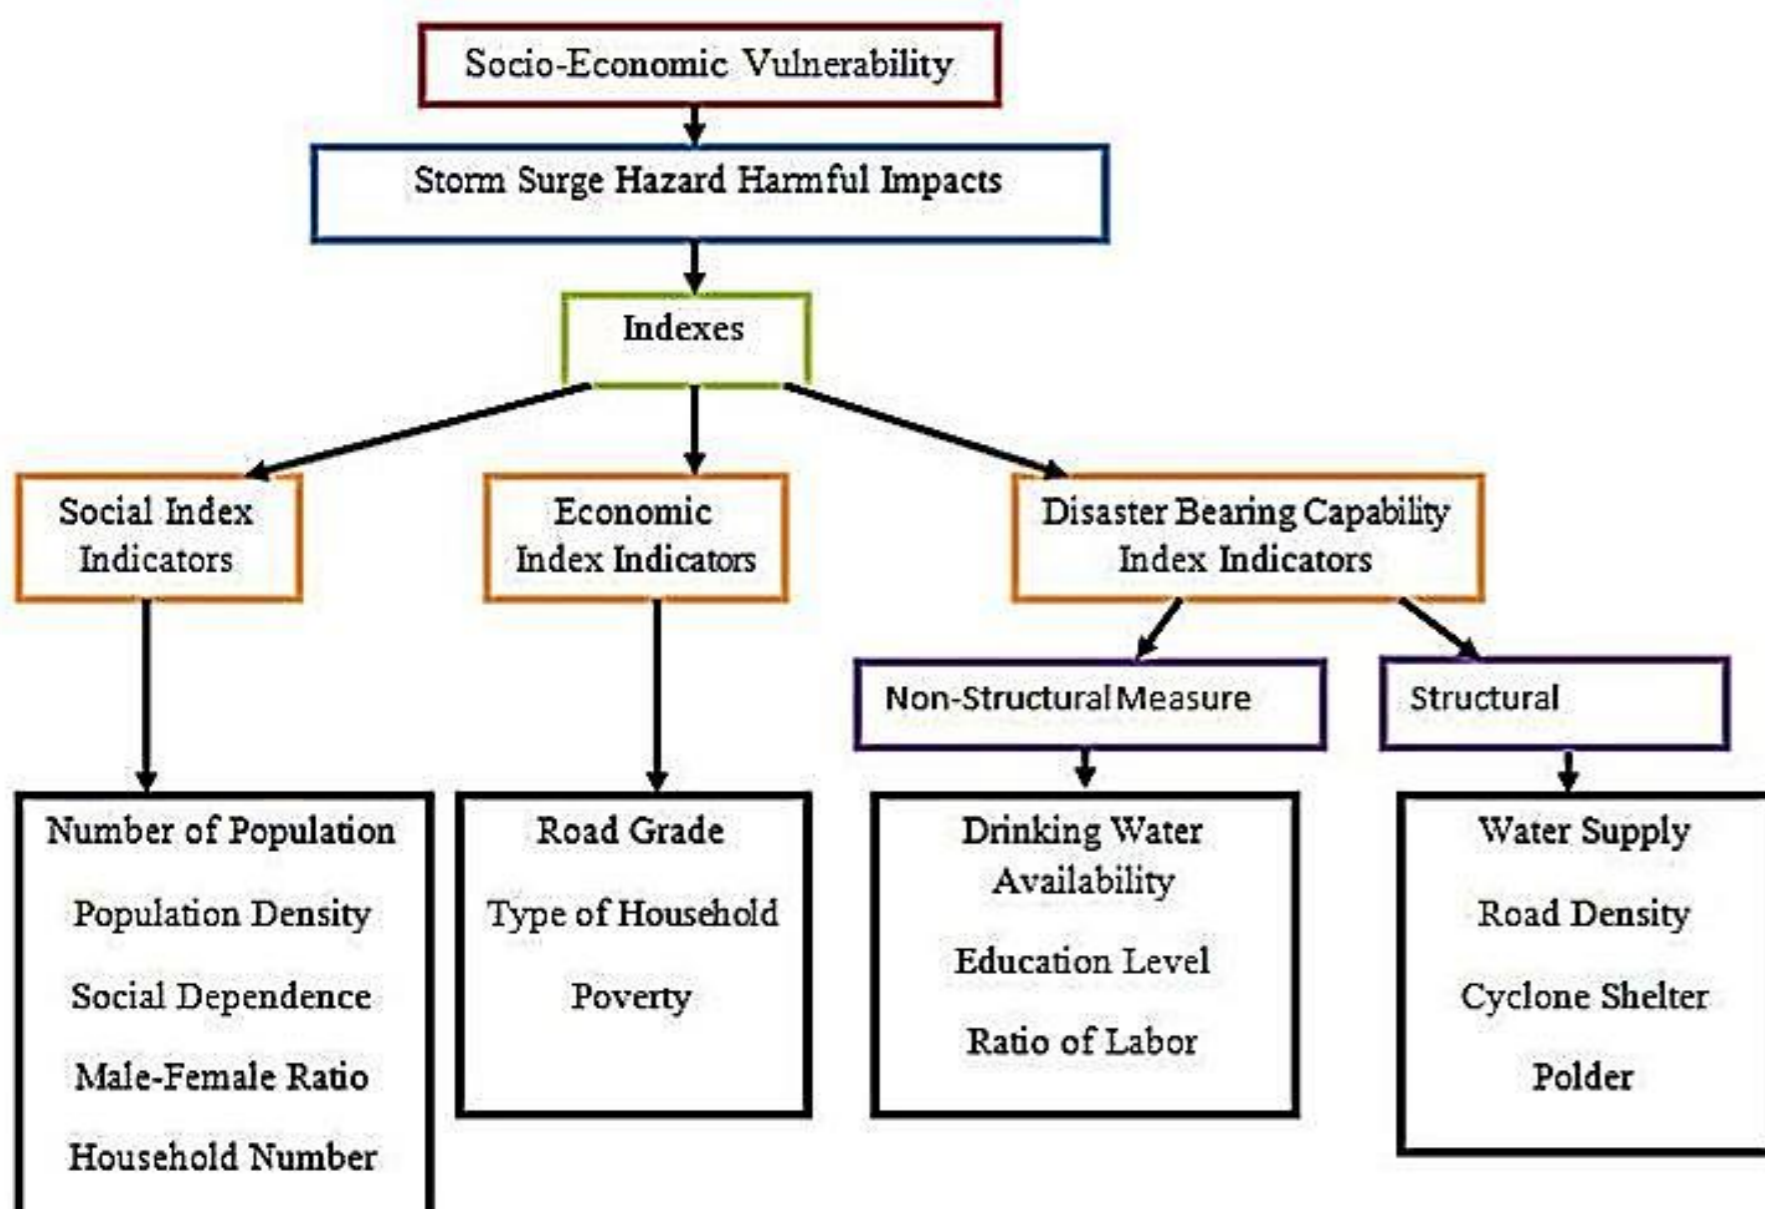 Socio-Economic Vulnerability
Storm Surge Hazard Harmful Impacts
Indexes
Social Index
Indicators
Economic
Index Indicators
Disaster Bearing Capability
Index Indicators
Non-Structural Measure
Structural
Number of Population
Population Density
Social Dependence
Male-Female Ratio
Household Number
Road Grade
Type of Household
Poverty
Drinking Water
Availability
Education Level
Ratio of Labor
Water Supply
Road Density
Cyclone Shelter
Polder